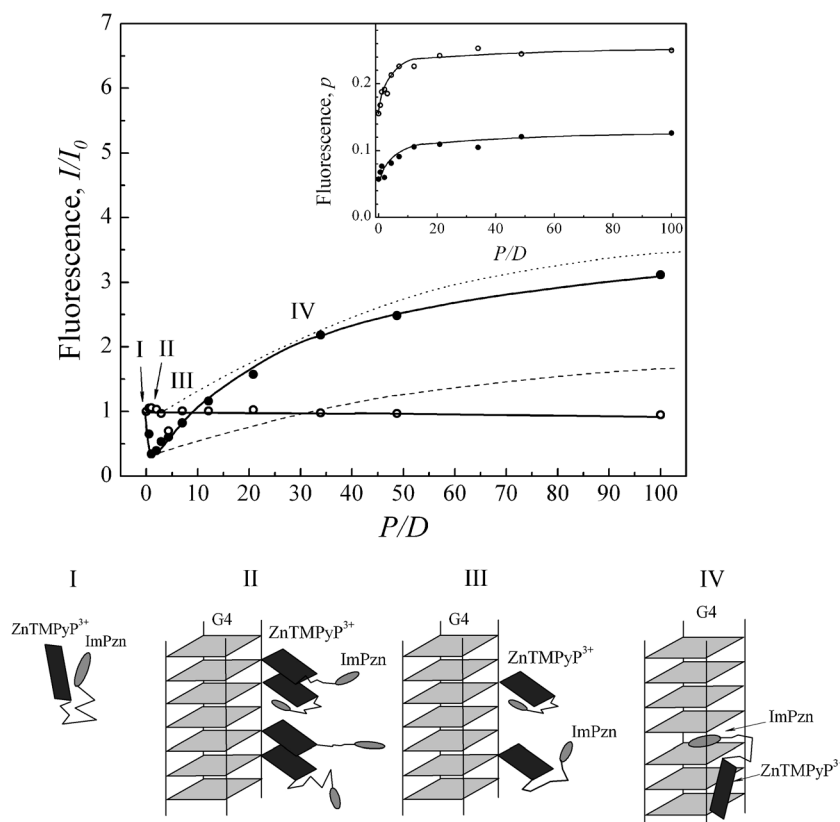 7
6
5
4
3
2
1
0
Fluorescence, I/I0
0 10 20 30 40 50 60 70 80 90 100
P/D
I
II
III
IV
0.2
0.1
0.0
Fluorescence, p
0 20 40 60 80 100
P/D
I
ZnTMPyP3+
ImPzn
II
G4
ZnTMPyP3+
ImPzn
III
G4
ZnTMPyP3+
ImPzn
IV
G4
ImPzn
ZnTMPyP3